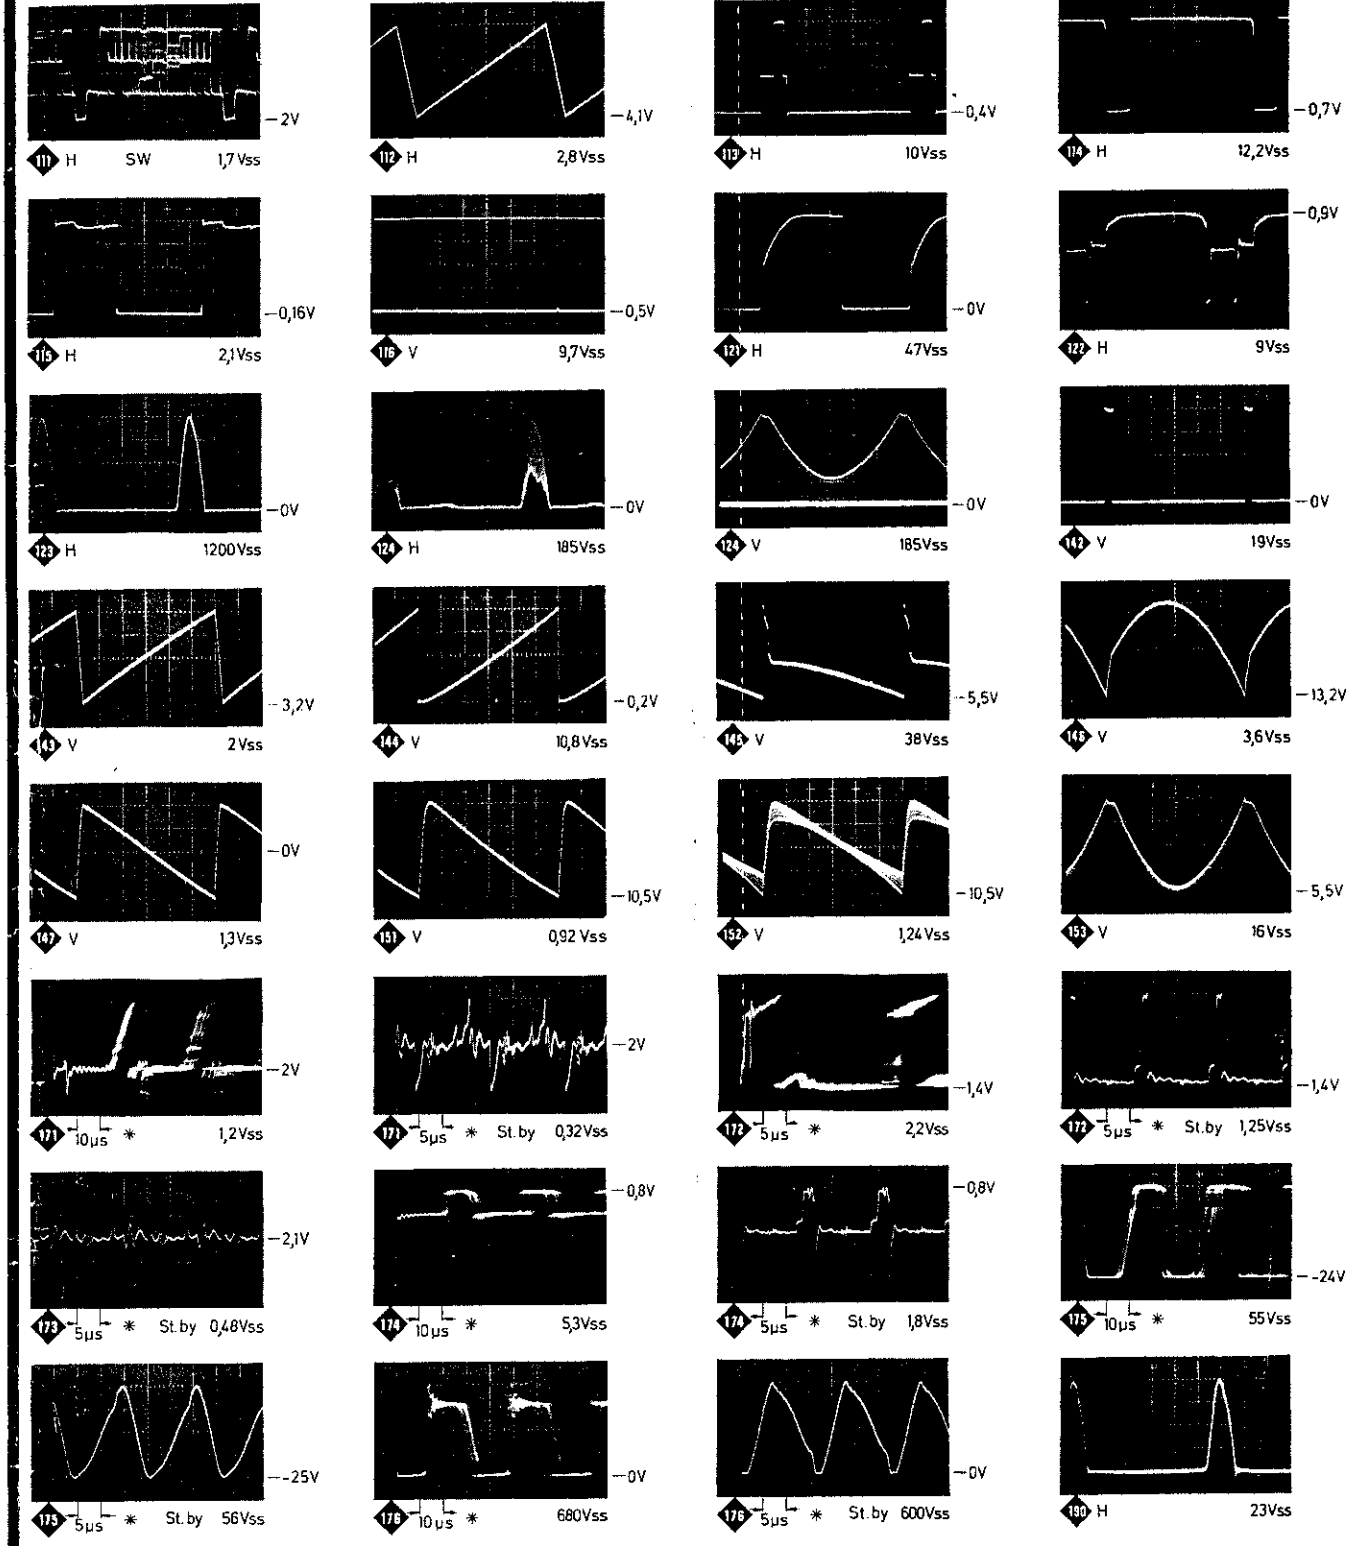 -2V
-4,1V
-0,4V
-0,7V
111 H SW 1,7Vss
112 H 2,8Vss
113 H 10Vss
114 H 12,2Vss
-0,16V
-0,5V
-0V
-0,9V
115 H 2,1Vss
116 V 9,7Vss
121 H 47Vss
122 H 9Vss
-0V
-0V
-0V
-0V
123 H 1200Vss
124 H 185Vss
124 V 185Vss
142 V 19Vss
-3,2V
-0,2V
-5,5V
-13,2V
143 V 2Vss
144 V 10,8Vss
145 V 38Vss
146 V 3,6Vss
-0V
-10,5V
-10,5V
-5,5V
147 V 1,3Vss
151 V 0,92Vss
152 V 1,24Vss
153 V 16Vss
-2V
-2V
-1,4V
-1,4V
171 10µs * 1,2Vss
171 5µs * St.by 0,32Vss
172 5µs * 2,2Vss
172 5µs * St.by 1,25Vss
-2,1V
-0,8V
-0,8V
--24V
173 5µs * St.by 0,48Vss
174 10µs * 5,3Vss
174 5µs * St.by 1,8Vss
175 10µs * 55Vss
--25V
-0V
-0V
175 5µs * St.by 56Vss
176 10µs * 680Vss
176 5µs * St.by 600Vss
190 H 23Vss